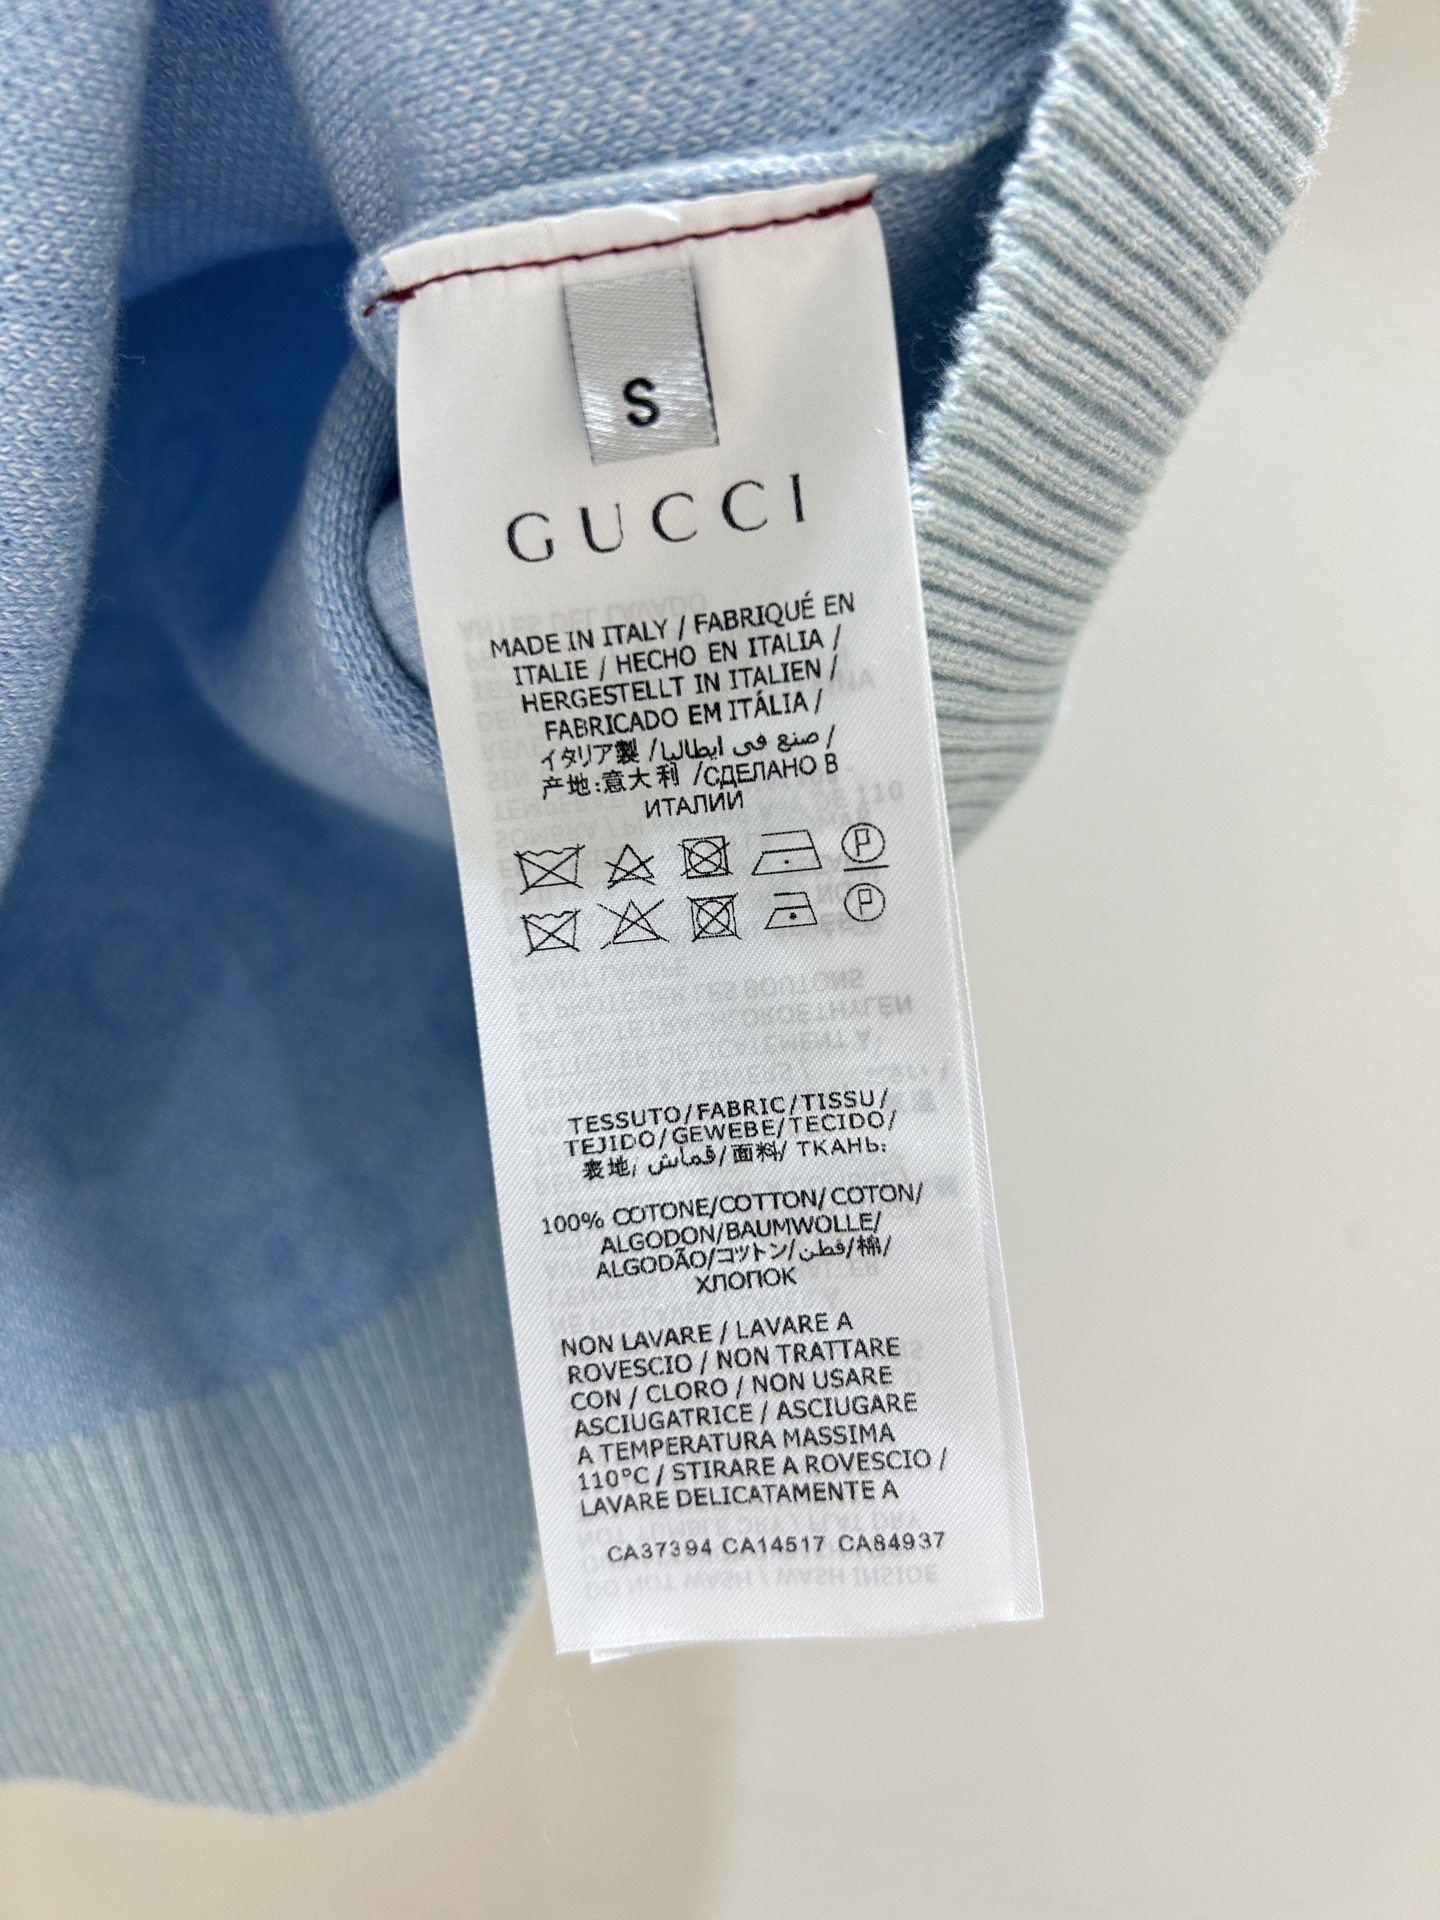 S
GUCCI
MADE IN ITALY / FABRIQUÉ EN
ITALIE / HECHO EN ITALIA /
HERGESTELLT IN ITALIEN /
FABRICADO EM ITÁLIA /
イタリア製 / صنع في ايطاليا /
产地:意大利 /СДЕЛАНО В
ИТАЛИИ
P
P
TESSUTO/FABRIC/TISSU/
TEJIDO/GEWEBE/TECIDO/
表地/ قماش/面料/ ТКАНЬ:
100% COTONE/COTTON/COTON/
ALGODON/BAUMWOLLE/
ALGODÃO/コットン/قطن/棉/
ХЛОПОК
NON LAVARE / LAVARE A
ROVESCIO / NON TRATTARE
CON / CLORO / NON USARE
ASCIUGATRICE / ASCIUGARE
A TEMPERATURA MASSIMA
110°C / STIRARE A ROVESCIO /
LAVARE DELICATAMENTE A
CA37394 CA14517 CA84937